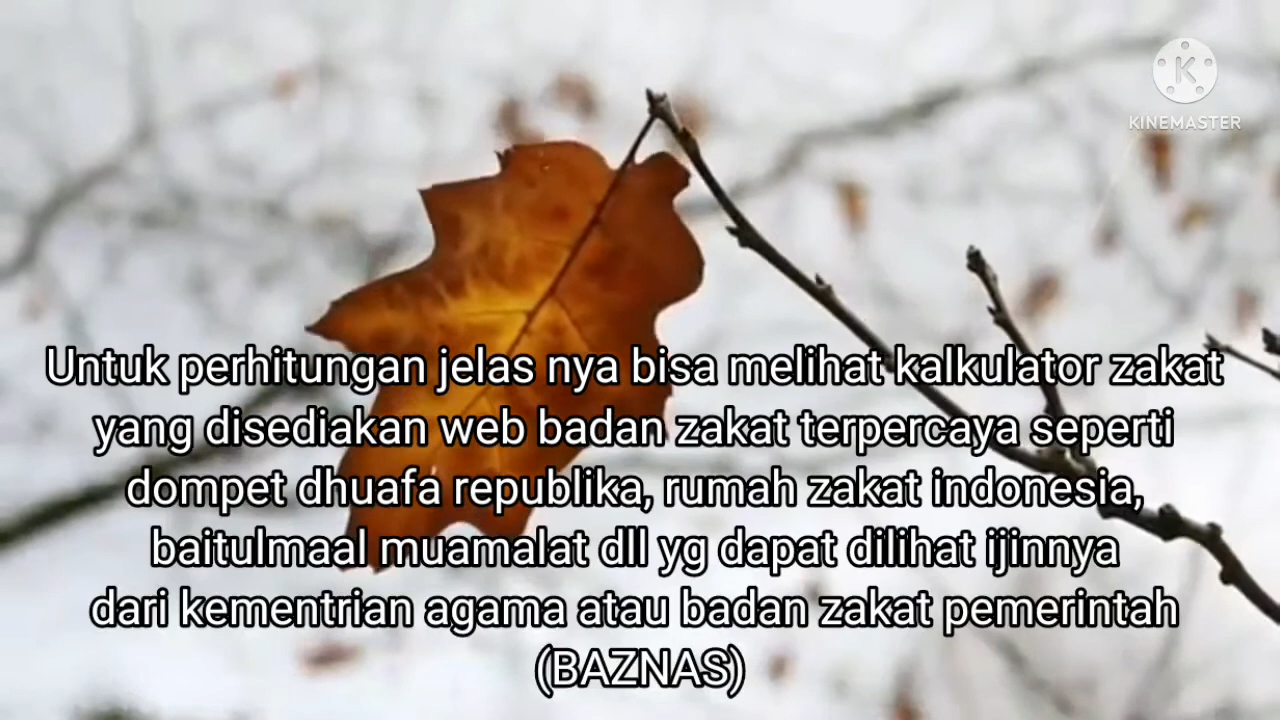 KINEMASTER
Untuk perhitungan jelas nya bisa melihat kalkulator zakat
yang disediakan web badan zakat terpercaya seperti
dompet dhuafa republika, rumah zakat indonesia,
baitulmaal muamalat dll yg dapat dilihat ijinnya
dari kementrian agama atau badan zakat pemerintah
(BAZNAS)